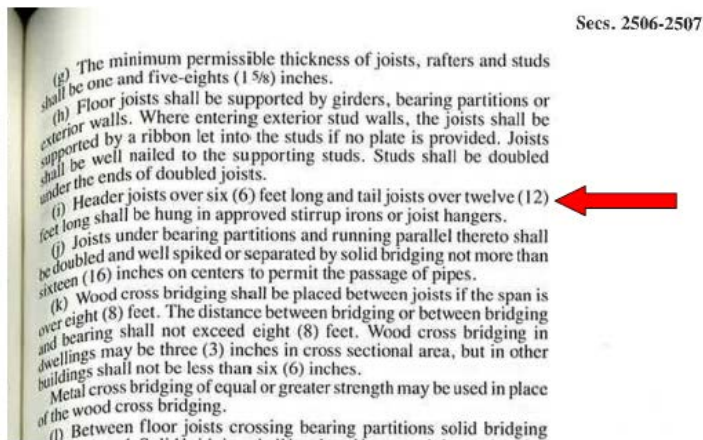 Secs. 2506-2507
(g) The minimum permissible thickness of joists, rafters and studs
shall be one and five-eights (1 5/8) inches.
(h) Floor joists shall be supported by girders, bearing partitions or
exterior walls. Where entering exterior stud walls, the joists shall be
supported by a ribbon let into the studs if no plate is provided. Joists
shall be well nailed to the supporting studs. Studs shall be doubled
under the ends of doubled joists.
(i) Header joists over six (6) feet long and tail joists over twelve (12)
feet long shall be hung in approved stirrup irons or joist hangers.
(j) Joists under bearing partitions and running parallel thereto shall
be doubled and well spiked or separated by solid bridging not more than
sixteen (16) inches on centers to permit the passage of pipes.
(k) Wood cross bridging shall be placed between joists if the span is
over eight (8) feet. The distance between bridging or between bridging
and bearing shall not exceed eight (8) feet. Wood cross bridging in
dwellings may be three (3) inches in cross sectional area, but in other
buildings shall not be less than six (6) inches.
Metal cross bridging of equal or greater strength may be used in place
of the wood cross bridging.
(l) Between floor joists crossing bearing partitions solid bridging